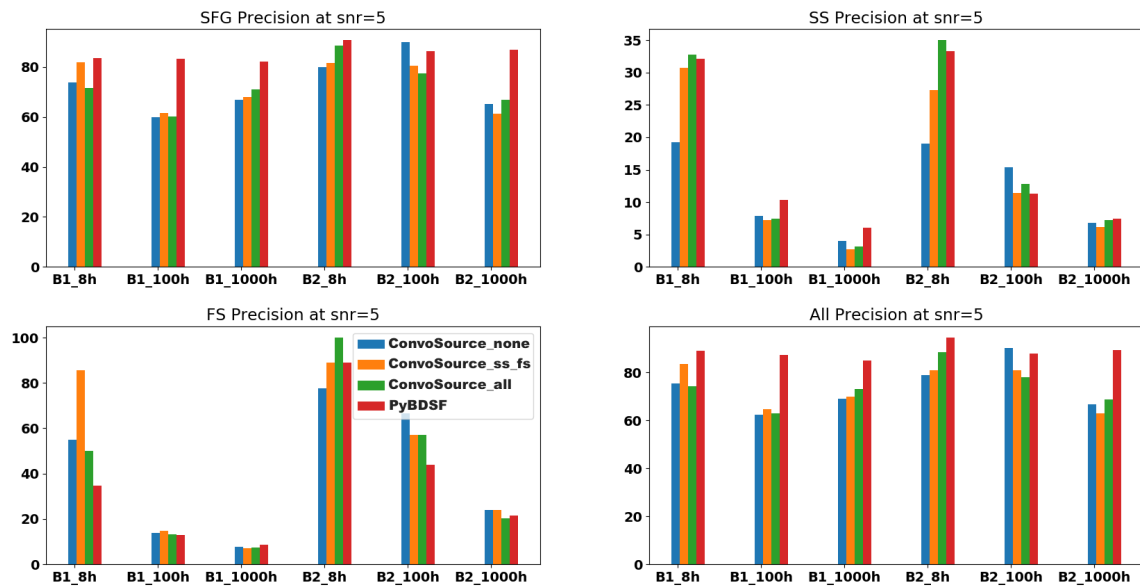 SFG Precision at snr=5
80
60
40
20
0
B1_8h B1_100h B1_1000h B2_8h B2_100h B2_1000h
SS Precision at snr=5
35
30
25
20
15
10
5
0
B1_8h B1_100h B1_1000h B2_8h B2_100h B2_1000h
FS Precision at snr=5
100
80
60
40
20
0
ConvoSource_none
ConvoSource_ss_fs
ConvoSource_all
PyBDSF
B1_8h B1_100h B1_1000h B2_8h B2_100h B2_1000h
All Precision at snr=5
80
60
40
20
0
B1_8h B1_100h B1_1000h B2_8h B2_100h B2_1000h